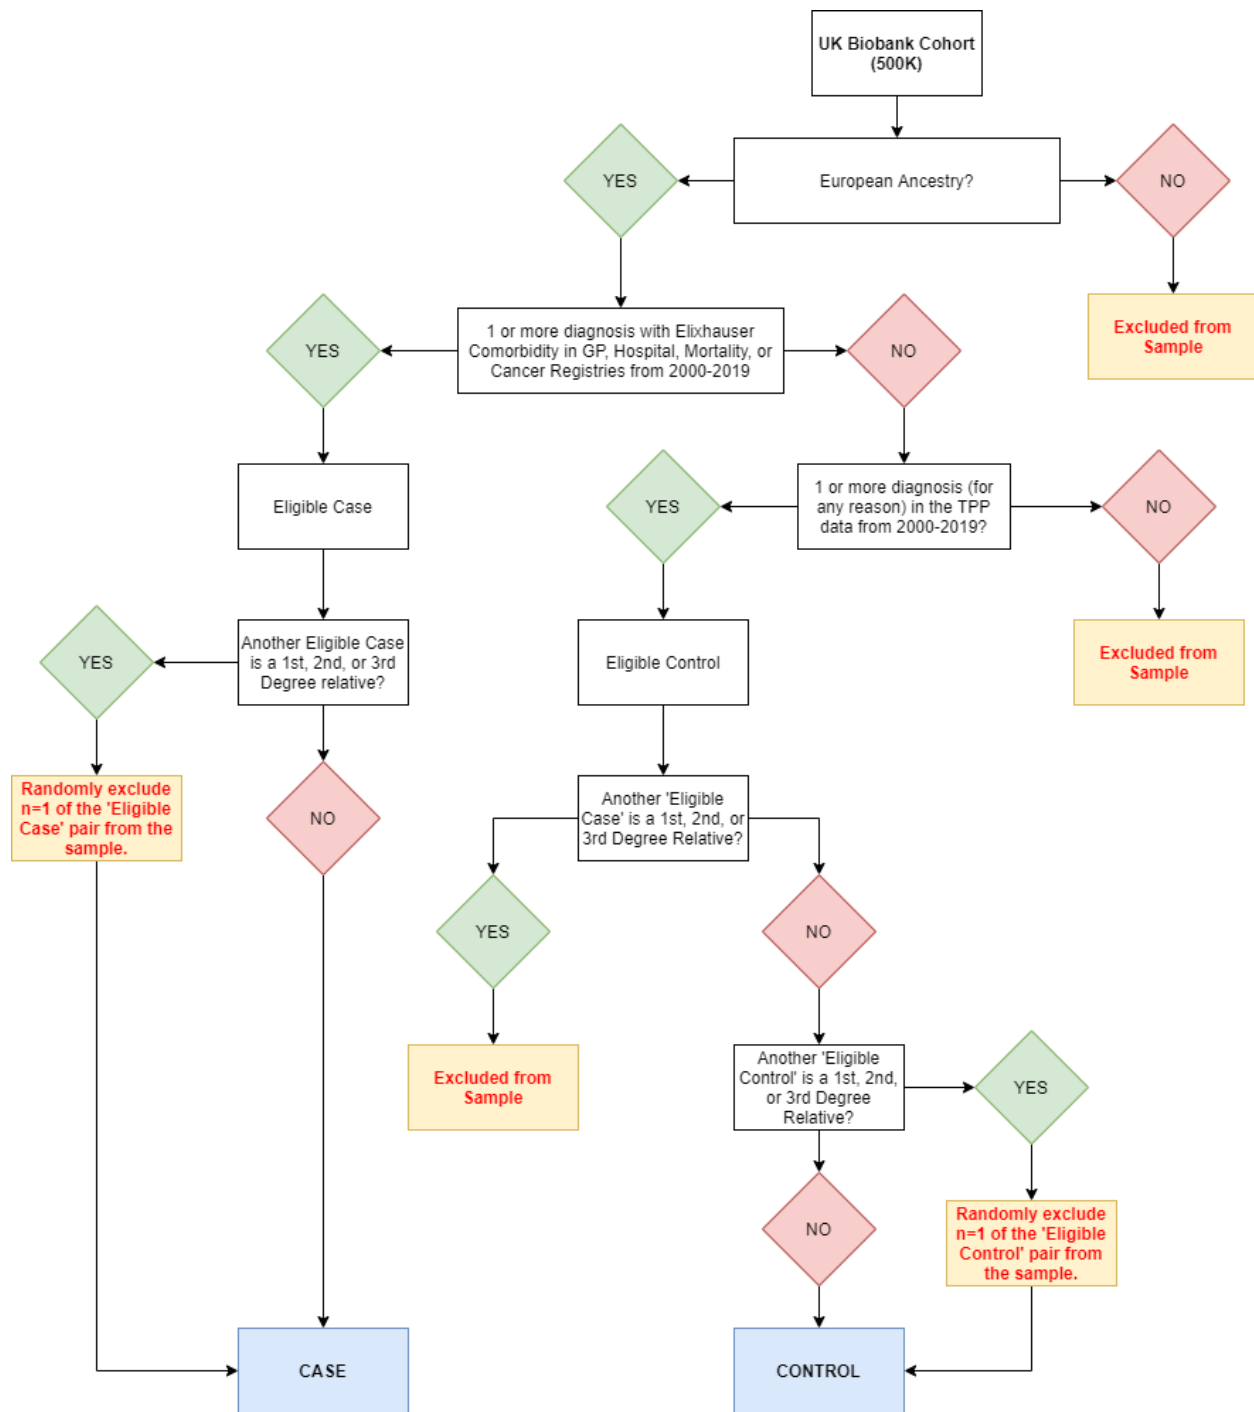 UK Biobank Cohort
(500K)
YES
European Ancestry?
NO
Excluded from
Sample
YES
1 or more diagnosis with Elixhauser
Comorbidity in GP, Hospital, Mortality, or
Cancer Registries from 2000-2019
NO
Eligible Case
YES
1 or more diagnosis (for
any reason) in the TPP
data from 2000-2019?
NO
Excluded from
Sample
YES
Another Eligible Case
is a 1st, 2nd, or 3rd
Degree relative?
Eligible Control
Randomly exclude
n=1 of the 'Eligible
Case' pair from the
sample.
NO
Another 'Eligible
Case' is a 1st, 2nd, or
3rd Degree Relative?
YES
NO
Excluded from
Sample
Another 'Eligible
Control' is a 1st, 2nd,
or 3rd Degree
Relative?
YES
NO
Randomly exclude
n=1 of the 'Eligible
Control' pair from
the sample.
CASE
CONTROL